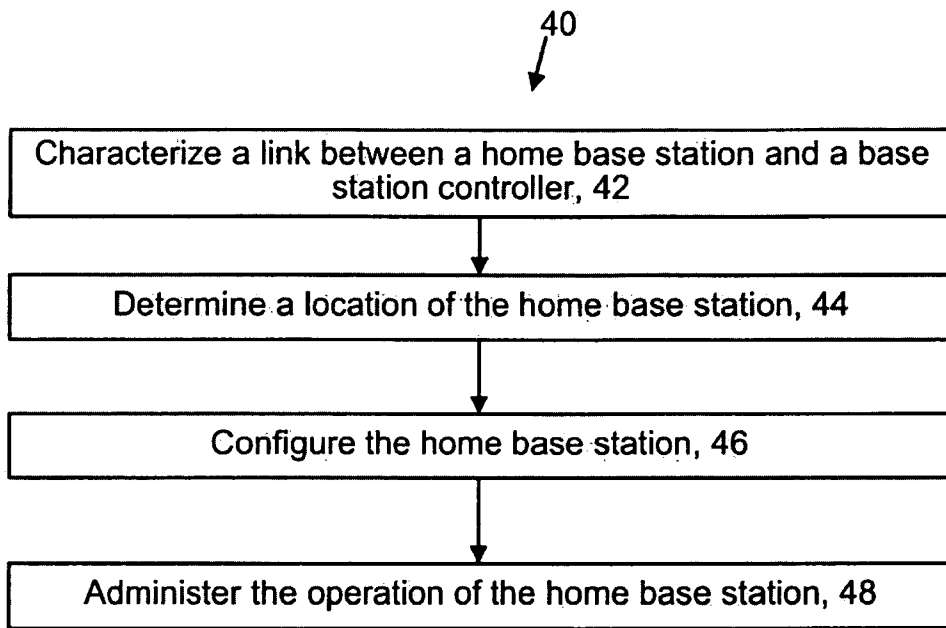 40
Characterize a link between a home base station and a base
station controller, 42
Determine a location of the home base station, 44
Configure the home base station, 46
Administer the operation of the home base station, 48